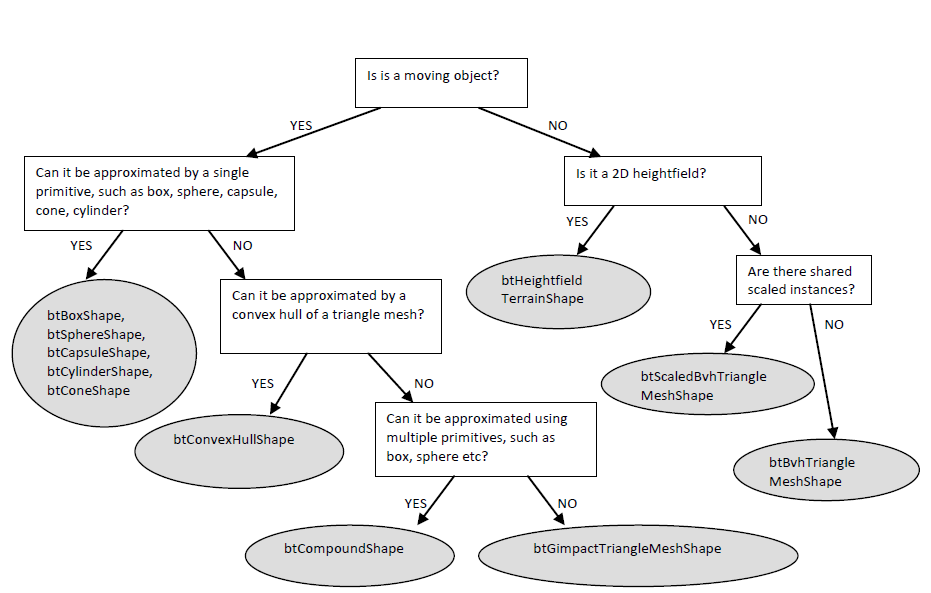 Is is a moving object?
YES
NO
Can it be approximated by a single
primitive, such as box, sphere, capsule,
cone, cylinder?
Is it a 2D heightfield?
YES
NO
YES
NO
btBoxShape,
btSphereShape,
btCapsuleShape,
btCylinderShape,
btConeShape
Can it be approximated by a
convex hull of a triangle mesh?
btHeightfield
TerrainShape
Are there shared
scaled instances?
YES
NO
YES
NO
btConvexHullShape
Can it be approximated using
multiple primitives, such as
box, sphere etc?
btScaledBvhTriangle
MeshShape
btBvhTriangle
MeshShape
YES
NO
btCompoundShape
btGimpactTriangleMeshShape